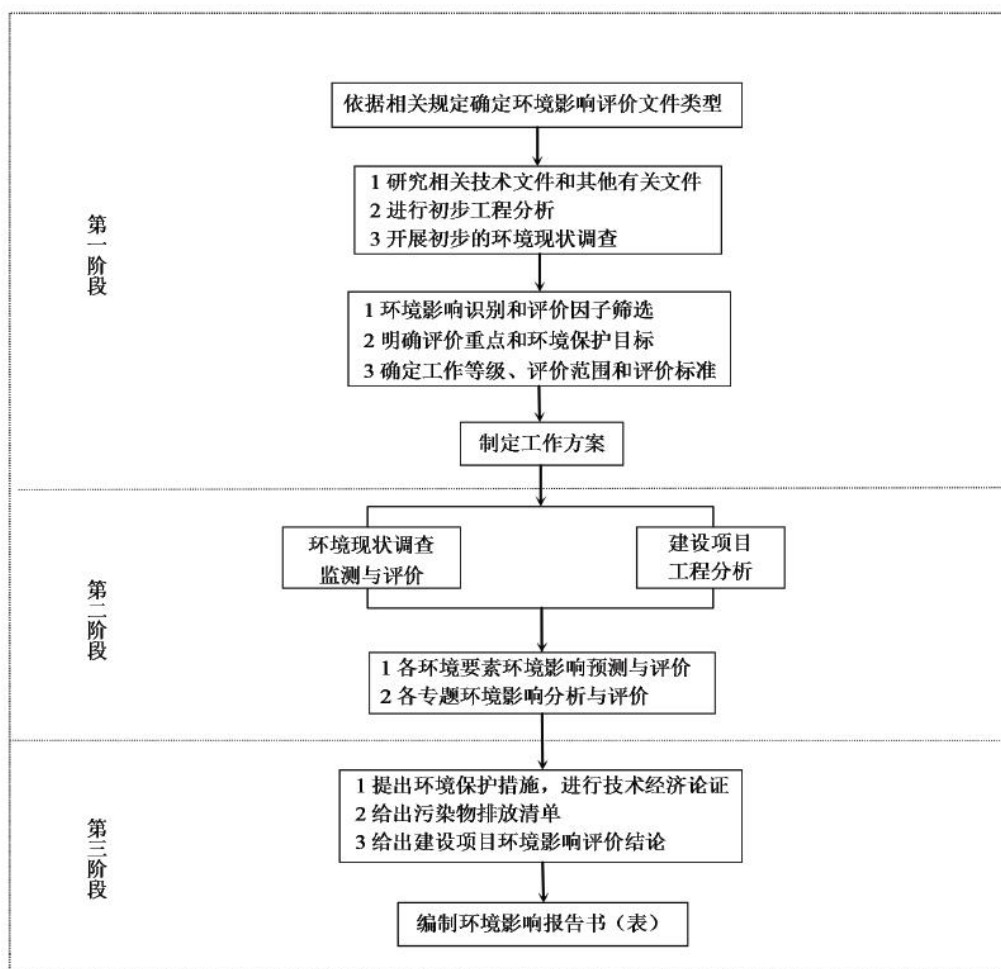 依据相关规定确定环境影响评价文件类型
1 研究相关技术文件和其他有关文件
2 进行初步工程分析
3 开展初步的环境现状调查
第一阶段
1 环境影响识别和评价因子筛选
2 明确评价重点和环境保护目标
3 确定工作等级、评价范围和评价标准
制定工作方案
环境现状调查
监测与评价
建设项目
工程分析
第二阶段
1 各环境要素环境影响预测与评价
2 各专题环境影响分析与评价
1 提出环境保护措施，进行技术经济论证
2 给出污染物排放清单
3 给出建设项目环境影响评价结论
第三阶段
编制环境影响报告书（表）